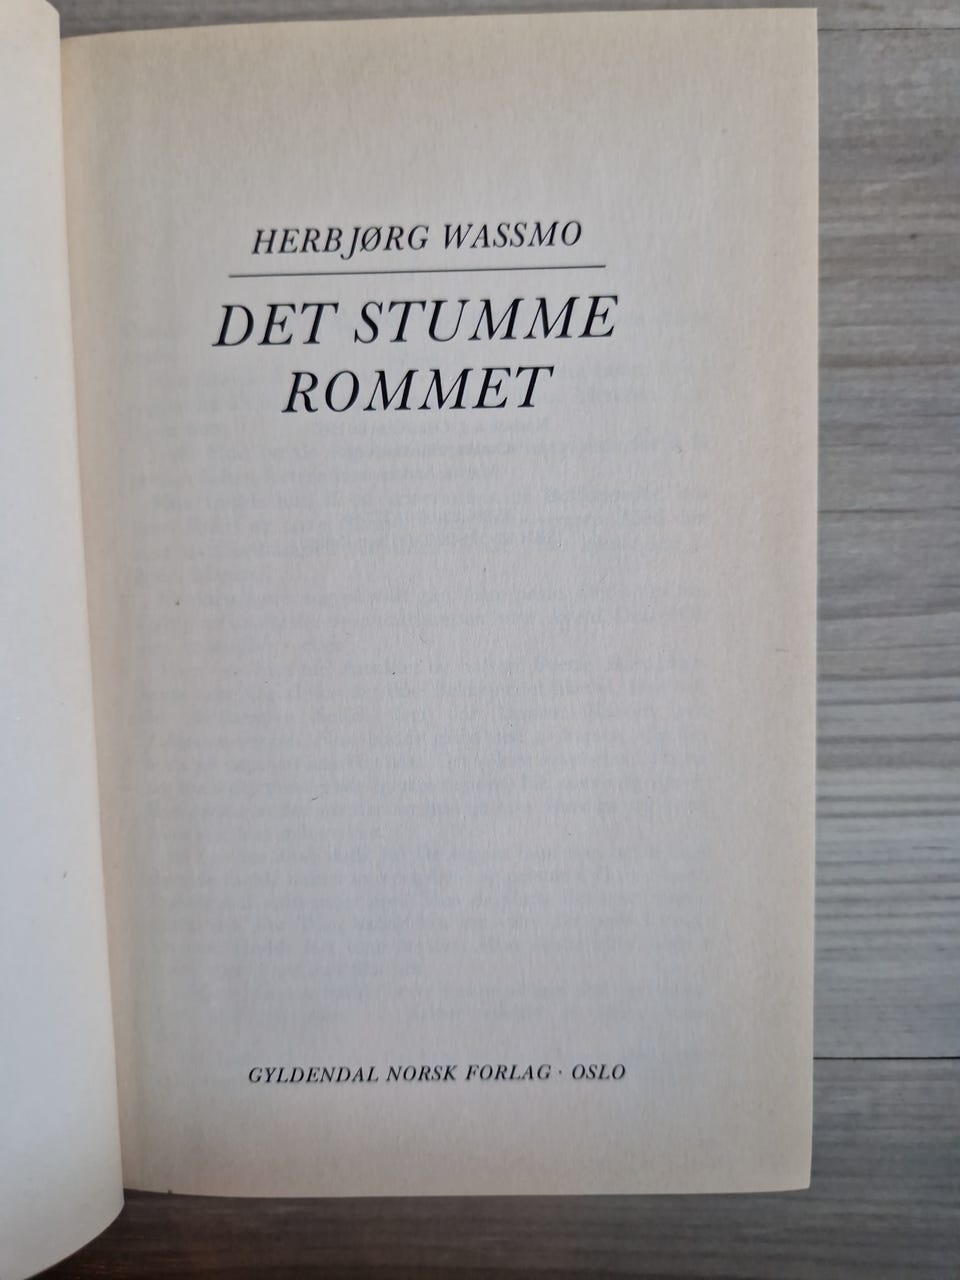 HERBJØRG WASSMO
DET STUMME
ROMMET
GYLDENDAL NORSK FORLAG · OSLO